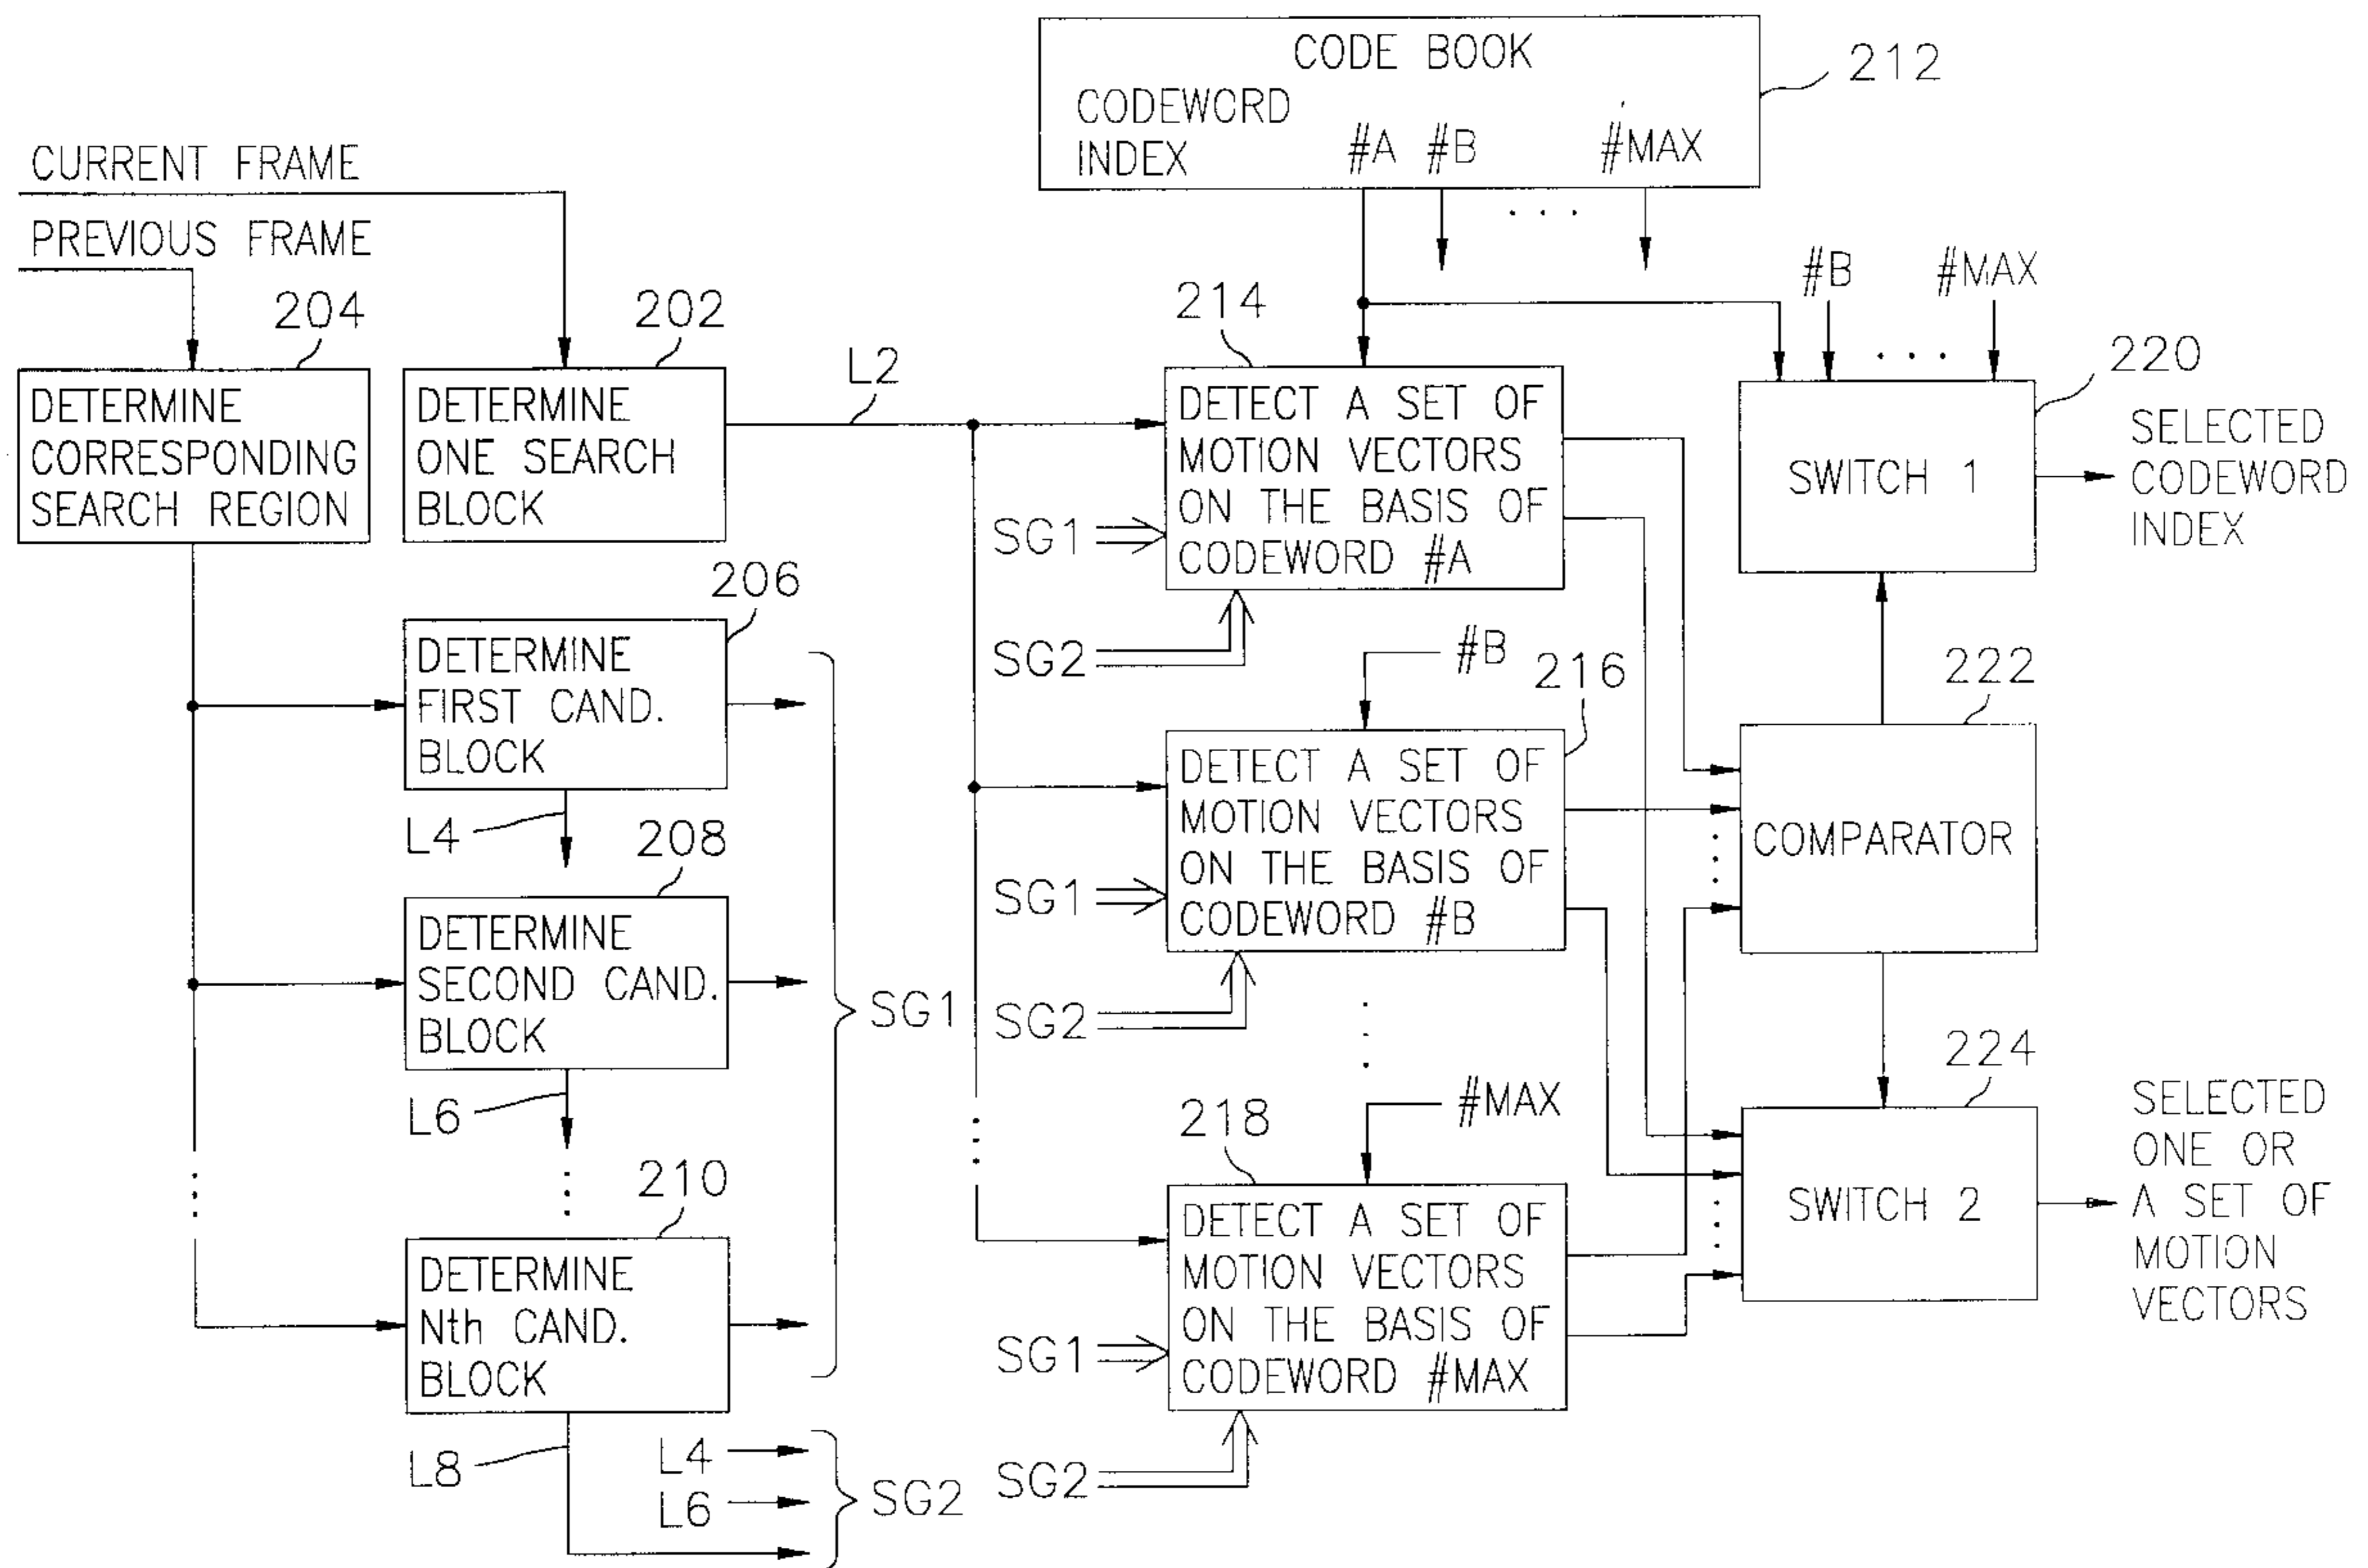 CODE BOOK
CODEWORD
INDEX #A #B #MAX
212
CURRENT FRAME
PREVIOUS FRAME
204
DETERMINE
CORRESPONDING
SEARCH REGION
202
DETERMINE
ONE SEARCH
BLOCK
L2
206
DETERMINE
FIRST CAND.
BLOCK
L4
208
DETERMINE
SECOND CAND.
BLOCK
L6
210
DETERMINE
Nth CAND.
BLOCK
L8
SG1
L4
L6
SG2
214
DETECT A SET OF
MOTION VECTORS
ON THE BASIS OF
CODEWORD #A
SG1
SG2
#B
216
DETECT A SET OF
MOTION VECTORS
ON THE BASIS OF
CODEWORD #B
SG1
SG2
#MAX
218
DETECT A SET OF
MOTION VECTORS
ON THE BASIS OF
CODEWORD #MAX
SG1
SG2
#B #MAX
220
SWITCH 1
SELECTED
CODEWORD
INDEX
222
COMPARATOR
224
SWITCH 2
SELECTED
ONE OR
A SET OF
MOTION
VECTORS